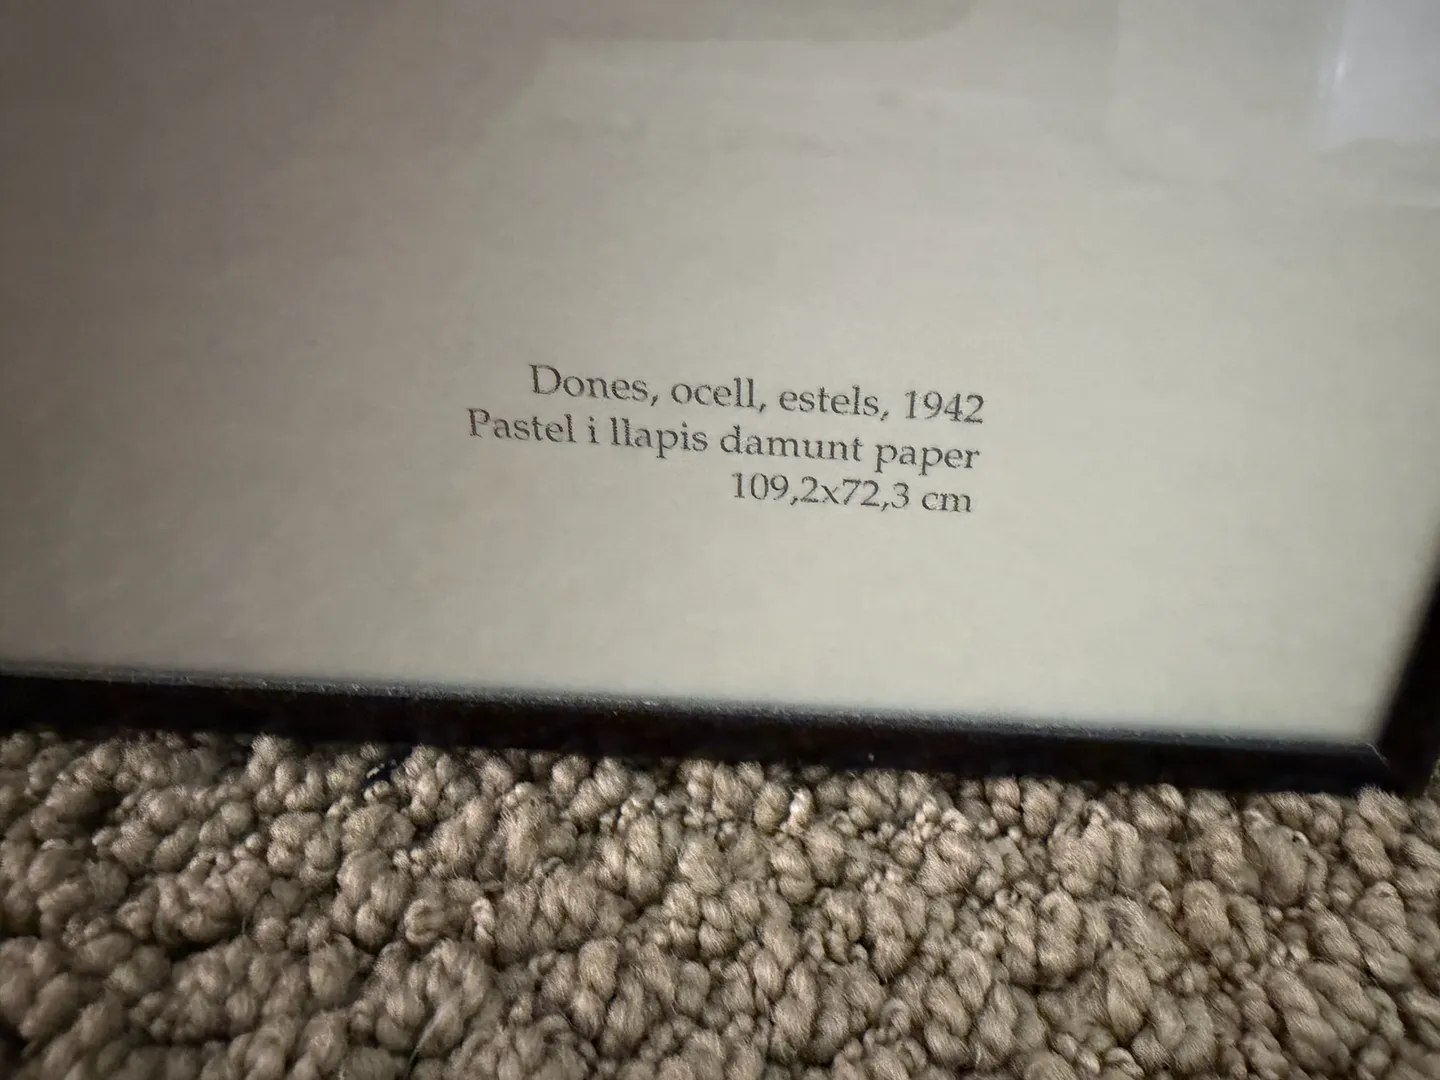 Dones, ocell, estels, 1942
Pastel i llapis damunt paper
109,2x72,3 cm